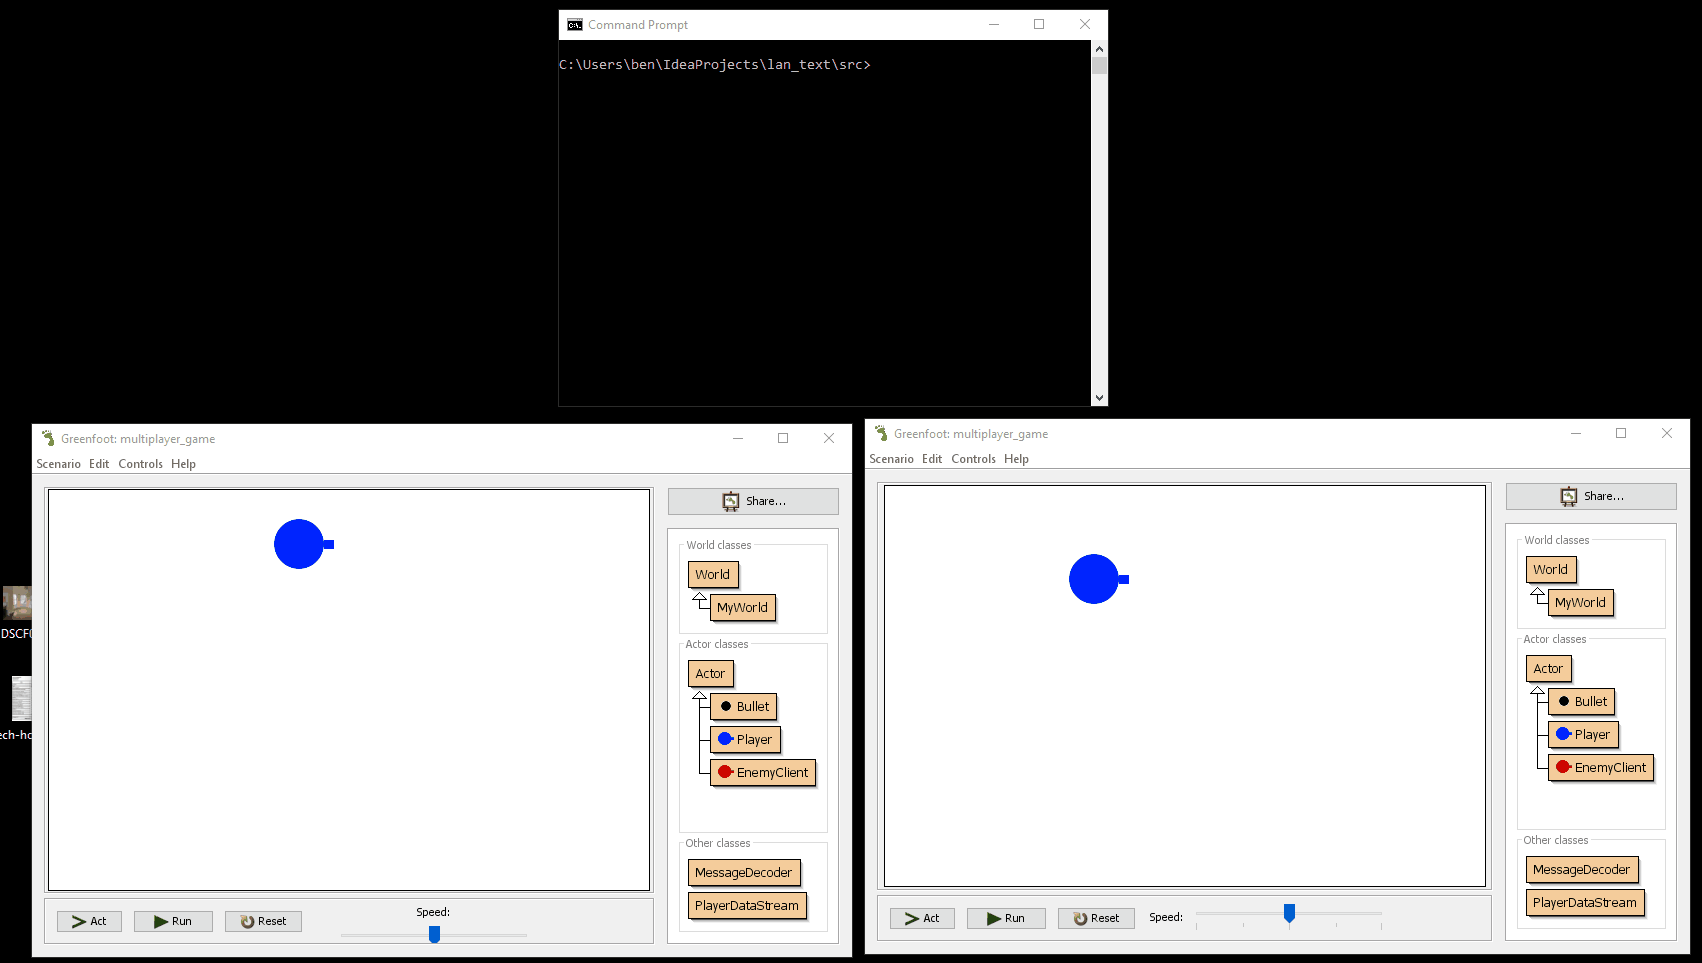 Command Prompt
C:\Users\ben\IdeaProjects\lan_text\src>
Greenfoot: multiplayer_game
Scenario Edit Controls Help
Share...
World classes
World
MyWorld
Actor classes
Actor
Bullet
Player
EnemyClient
Other classes
MessageDecoder
PlayerDataStream
Act
Run
Reset
Speed:
Greenfoot: multiplayer_game
Scenario Edit Controls Help
Share...
World classes
World
MyWorld
Actor classes
Actor
Bullet
Player
EnemyClient
Other classes
MessageDecoder
PlayerDataStream
Act
Run
Reset
Speed: